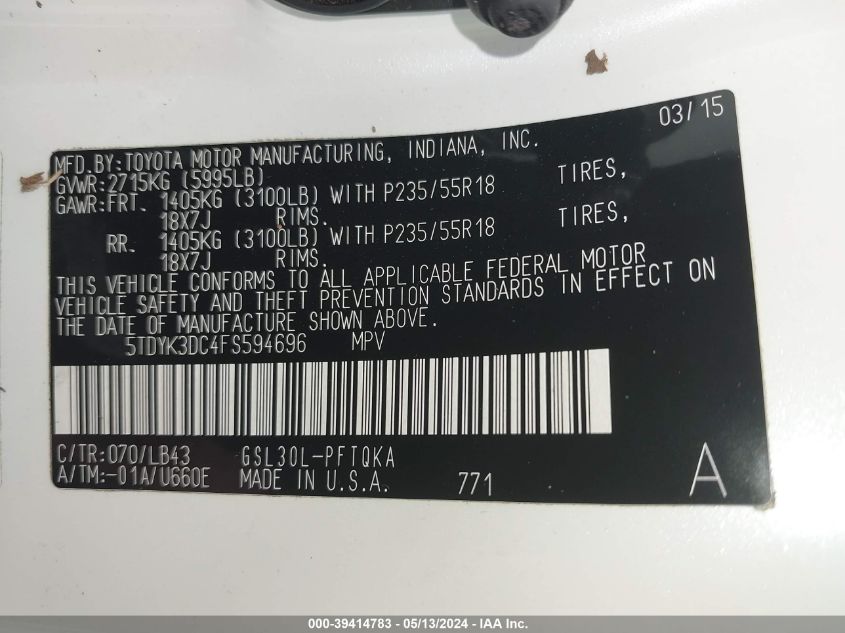 03/15
MFD.BY:TOYOTA MOTOR MANUFACTURING, INDIANA, INC.
GVWR:2715KG (5995LB)
GAWR:FRT. 1405KG (3100LB) WITH P235/55R18 TIRES,
18X7J RIMS.
RR. 1405KG (3100LB) WITH P235/55R18 TIRES,
18X7J RIMS.
THIS VEHICLE CONFORMS TO ALL APPLICABLE FEDERAL MOTOR
VEHICLE SAFETY AND THEFT PREVENTION STANDARDS IN EFFECT ON
THE DATE OF MANUFACTURE SHOWN ABOVE.
5TDYK3DC4FS594696 MPV
C/TR:070/LB43 GSL30L-PFTQKA
A/TM:-01A/U660E MADE IN U.S.A. 771 A
000-39414783 - 05/13/2024 - IAA Inc.